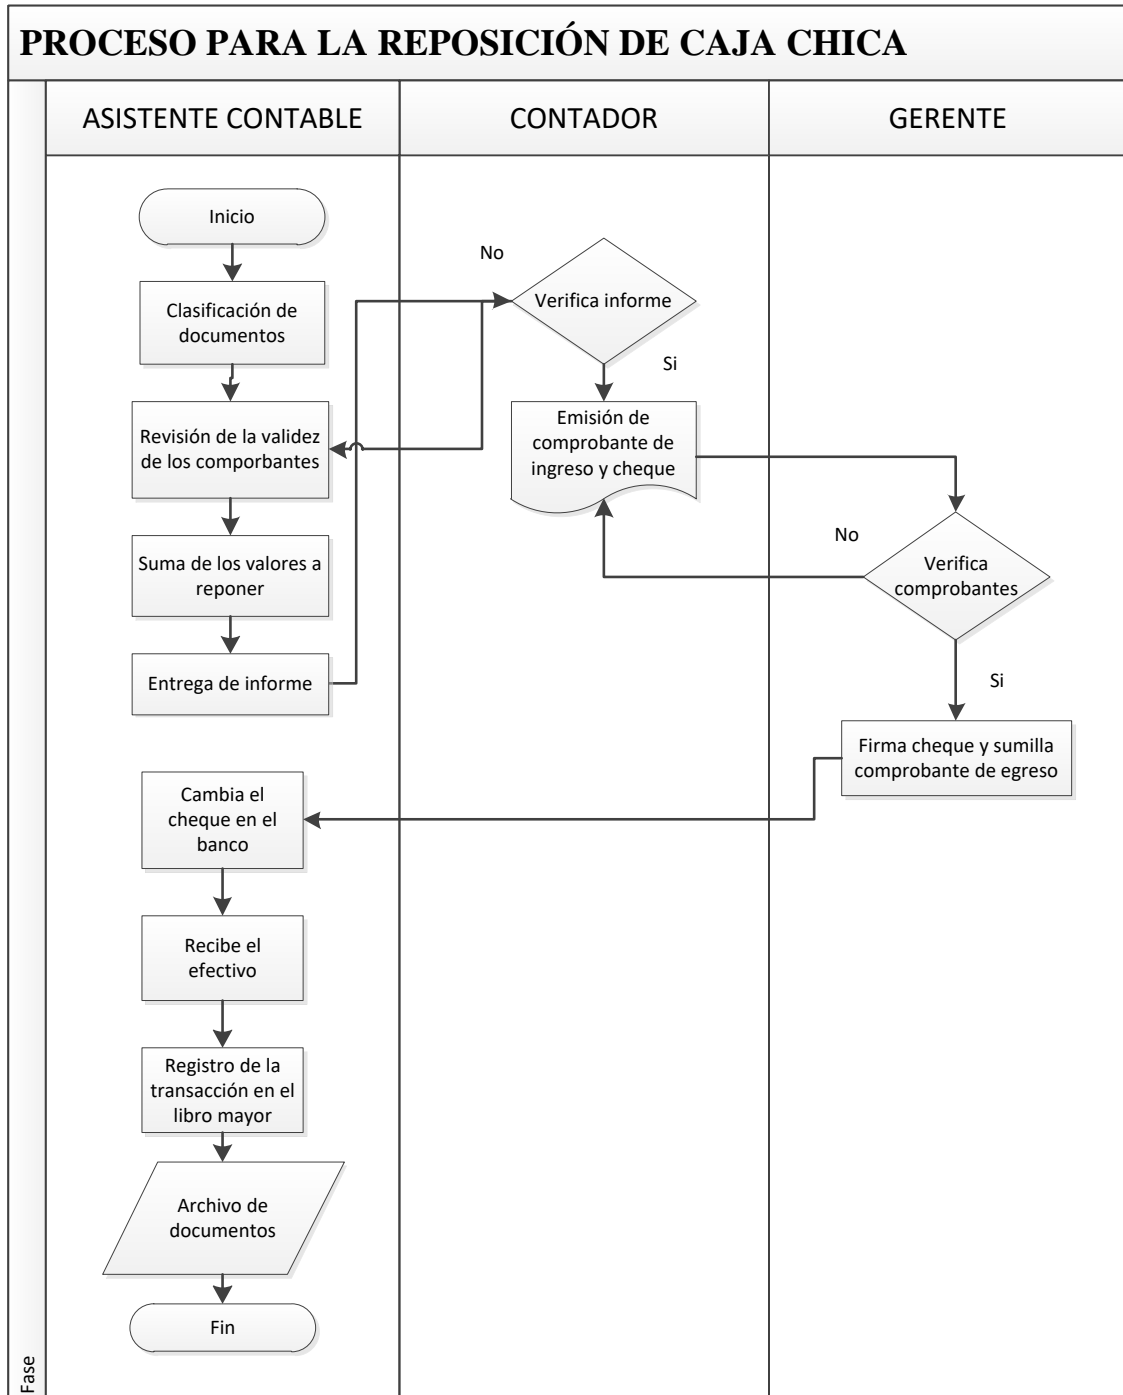 PROCESO PARA LA REPOSICIÓN DE CAJA CHICA
ASISTENTE CONTABLE
CONTADOR
GERENTE
Inicio
Clasificación de
documentos
Revisión de la validez
de los comporbantes
Suma de los valores a
reponer
Entrega de informe
No
Verifica informe
Si
Emisión de
comprobante de
ingreso y cheque
No
Verifica
comprobantes
Si
Firma cheque y sumilla
comprobante de egreso
Cambia el
cheque en el
banco
Recibe el
efectivo
Registro de la
transacción en el
libro mayor
Archivo de
documentos
Fin
Fase